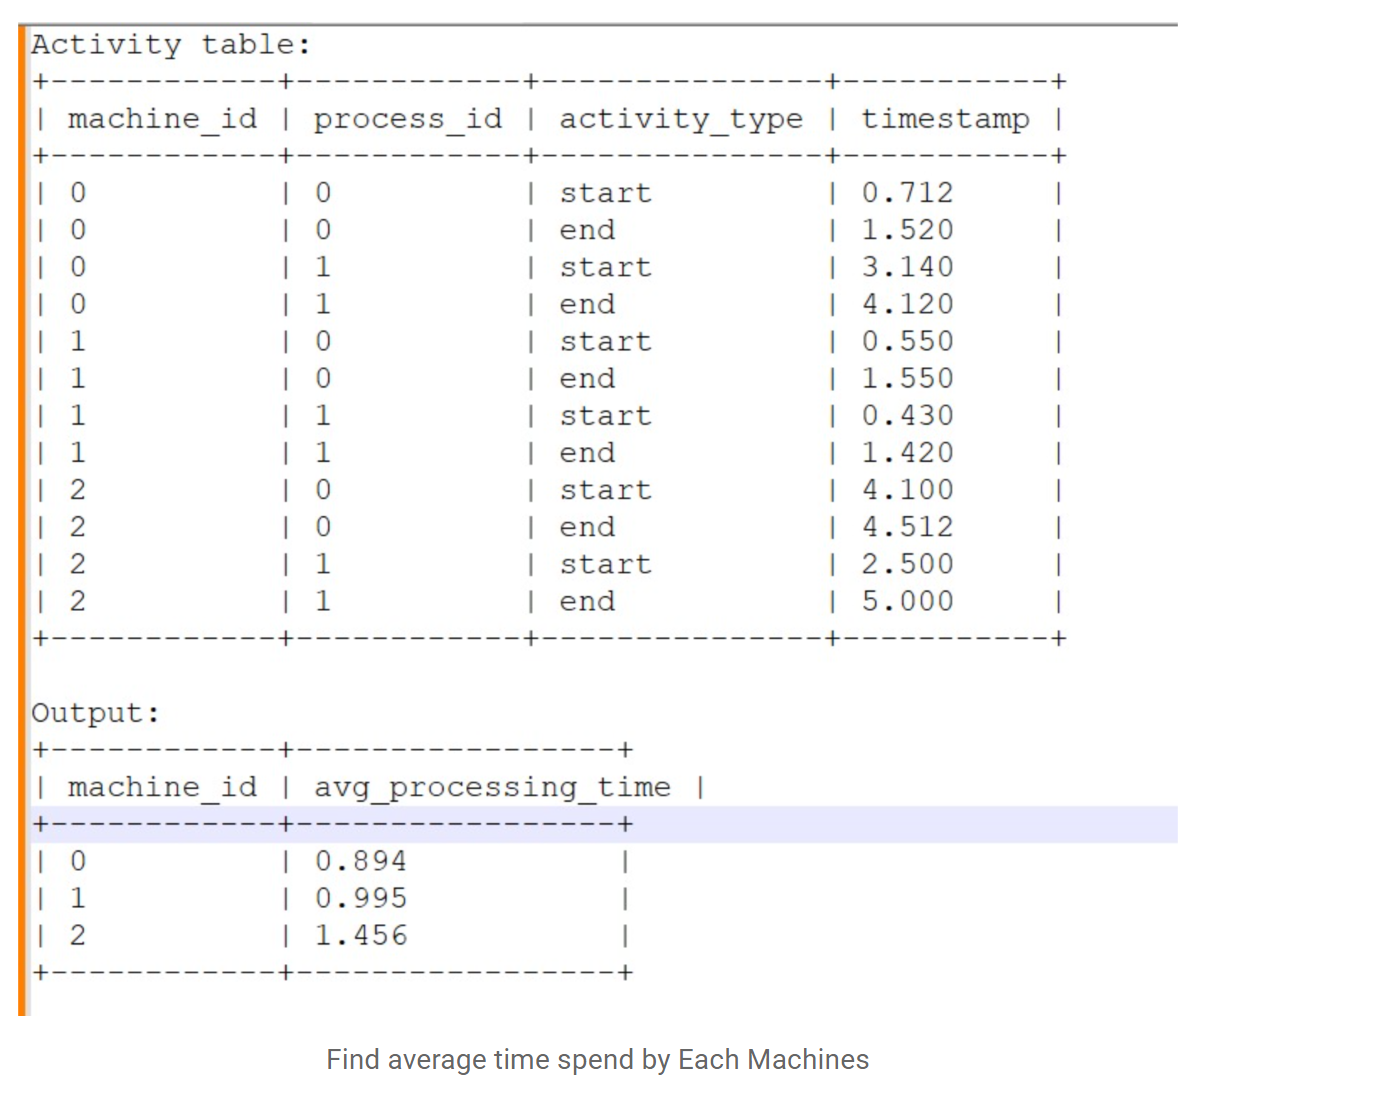 Activity table:
+------------+------------+---------------+-----------+
| machine_id | process_id | activity_type | timestamp |
+------------+------------+---------------+-----------+
| 0          | 0          | start         | 0.712     |
| 0          | 0          | end           | 1.520     |
| 0          | 1          | start         | 3.140     |
| 0          | 1          | end           | 4.120     |
| 1          | 0          | start         | 0.550     |
| 1          | 0          | end           | 1.550     |
| 1          | 1          | start         | 0.430     |
| 1          | 1          | end           | 1.420     |
| 2          | 0          | start         | 4.100     |
| 2          | 0          | end           | 4.512     |
| 2          | 1          | start         | 2.500     |
| 2          | 1          | end           | 5.000     |
+------------+------------+---------------+-----------+
Output:
+------------+-----------------+
| machine_id | avg_processing_time |
+------------+-----------------+
| 0          | 0.894           |
| 1          | 0.995           |
| 2          | 1.456           |
+------------+-----------------+
Find average time spend by Each Machines